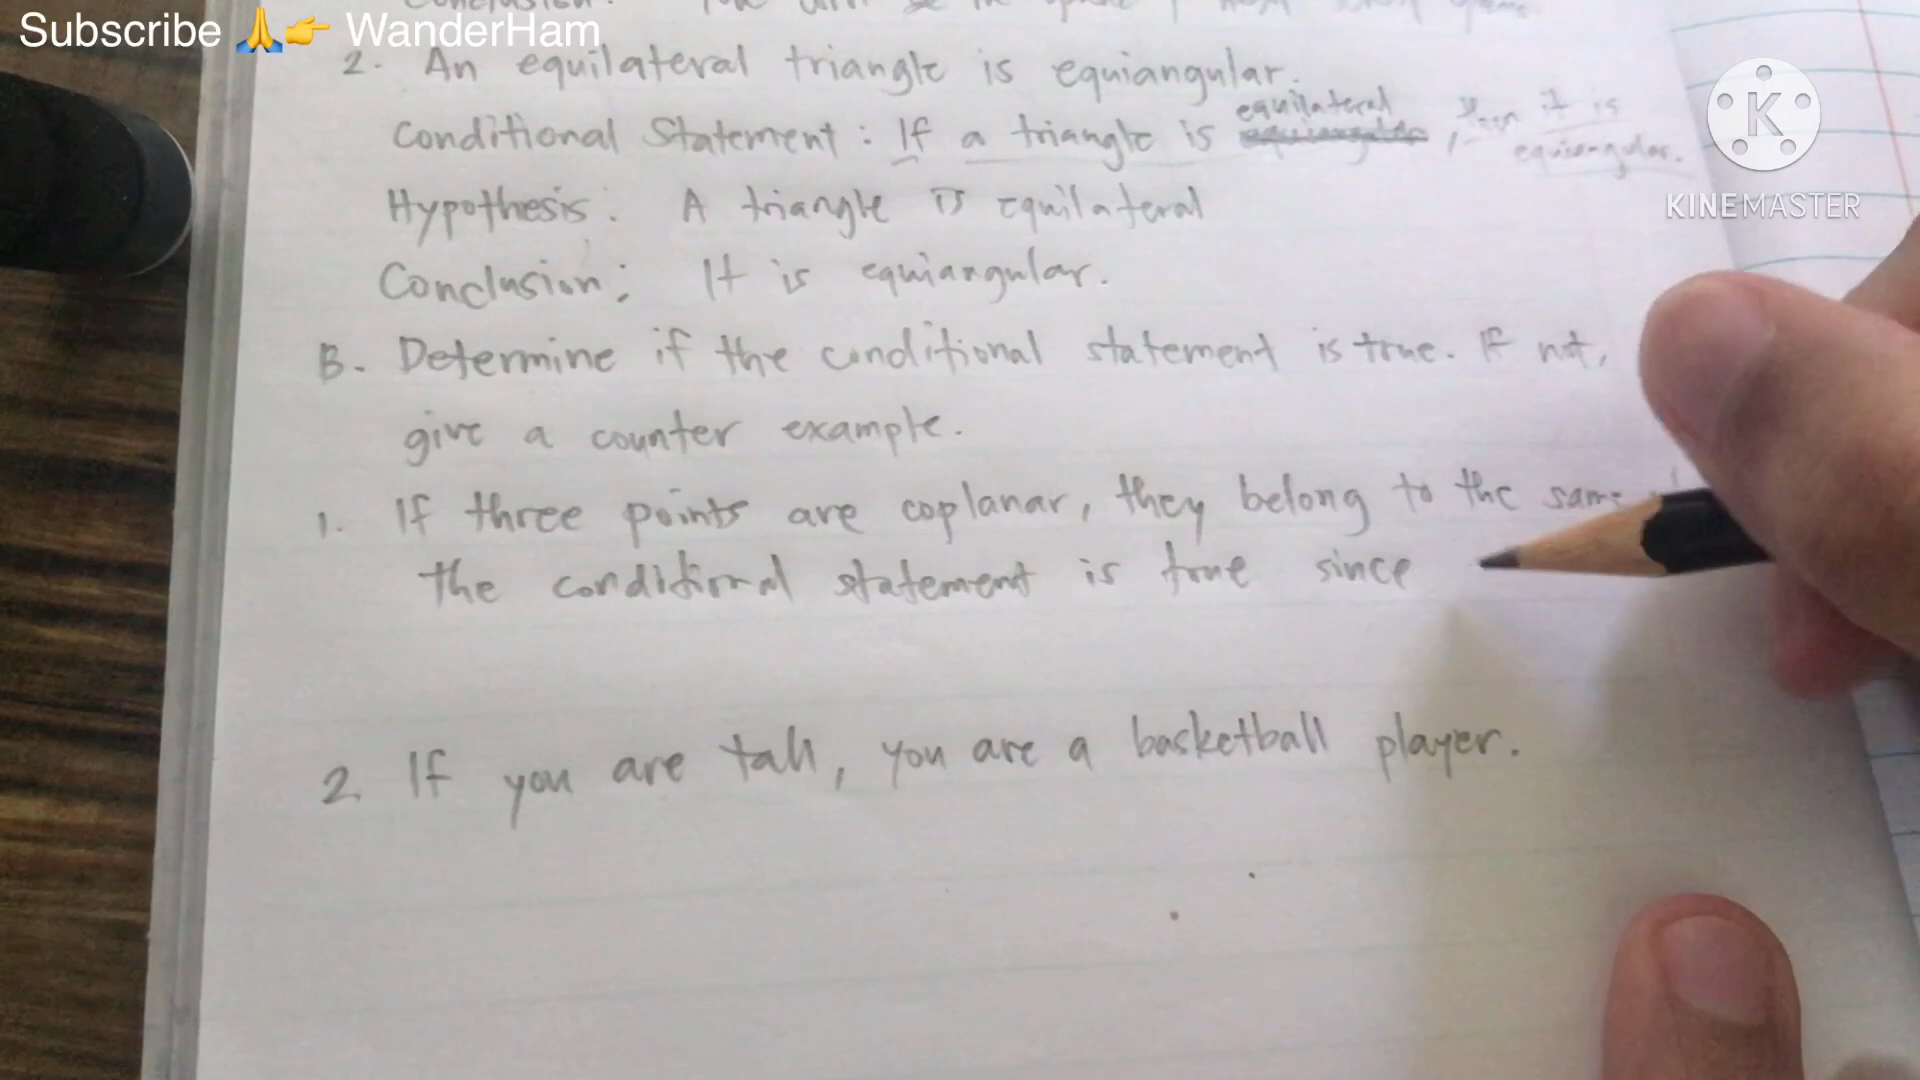 Subscribe 🙏👉 WanderHam
2. An equilateral triangle is equiangular.
Conditional Statement: If a triangle is equilateral, then it is equiangular.
Hypothesis: A triangle is equilateral
Conclusion: It is equiangular.
B. Determine if the conditional statement is true. If not,
give a counter example.
1. If three points are coplanar, they belong to the same
the conditional statement is true since
2 If you are tall, you are a basketball player.
KINEMASTER